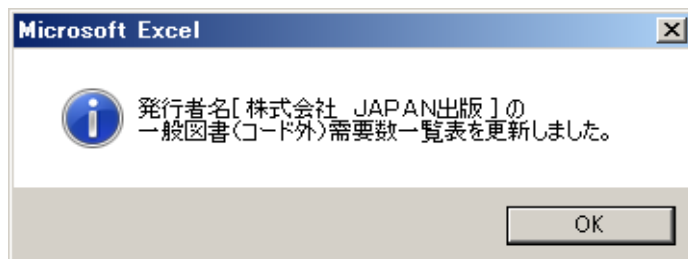 Microsoft Excel
発行者名[ 株式会社　JAPAN出版 ]の
一般図書(コード外)需要数一覧表を更新しました。
OK